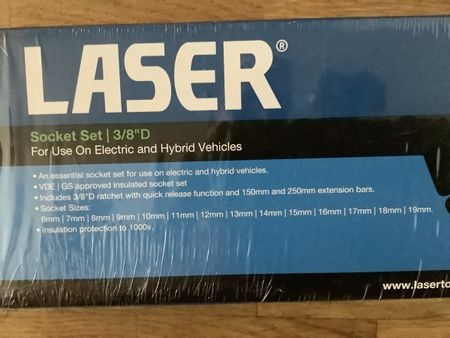 LASER®
Socket Set | 3/8"D
For Use On Electric and Hybrid Vehicles
• An essential socket set for use on electric and hybrid vehicles.
• VDE | GS approved insulated socket set
• Includes 3/8"D ratchet with quick release function and 150mm and 250mm extension bars.
• Socket Sizes:
6mm | 7mm | 8mm | 9mm | 10mm | 11mm | 12mm | 13mm | 14mm | 15mm | 16mm | 17mm | 18mm | 19mm.
• Insulation protection to 1000v.
www.laserto